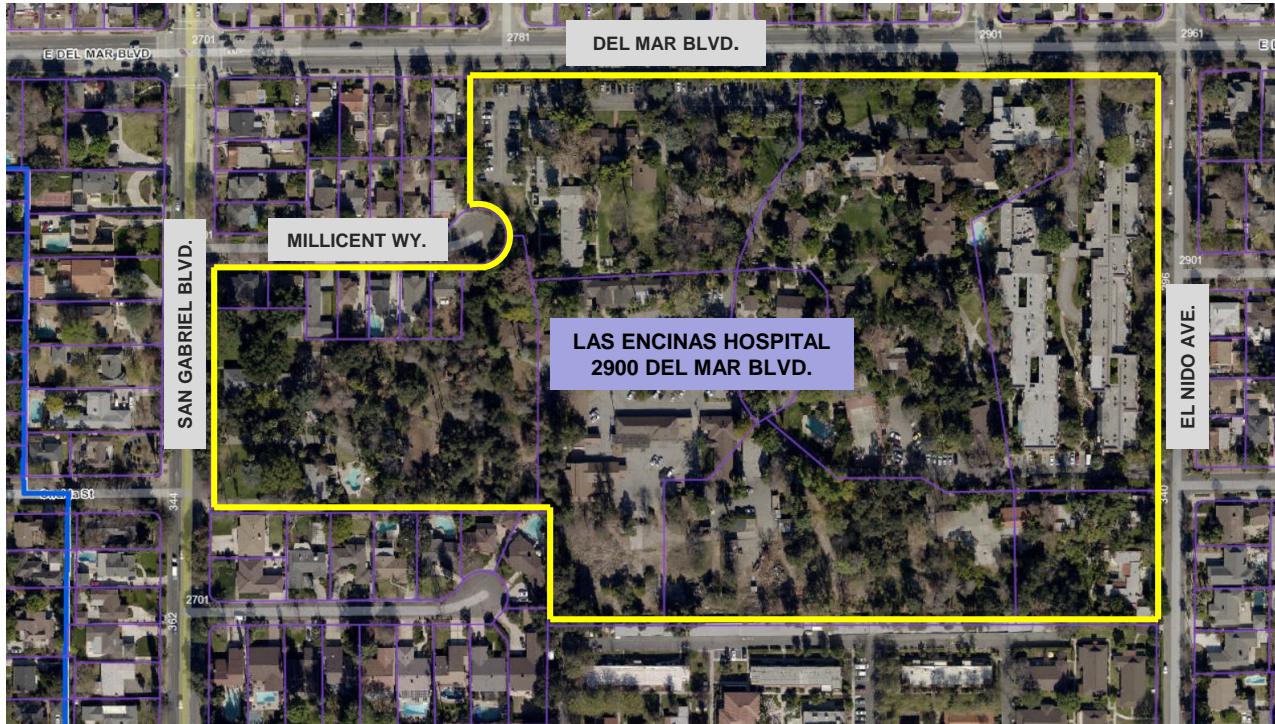 2701
2781
2901
2961
E DEL MAR BLVD
DEL MAR BLVD.
MILLICENT WY.
SAN GABRIEL BLVD.
2901
LAS ENCINAS HOSPITAL
2900 DEL MAR BLVD.
EL NIDO AVE.
344
340
2701
362